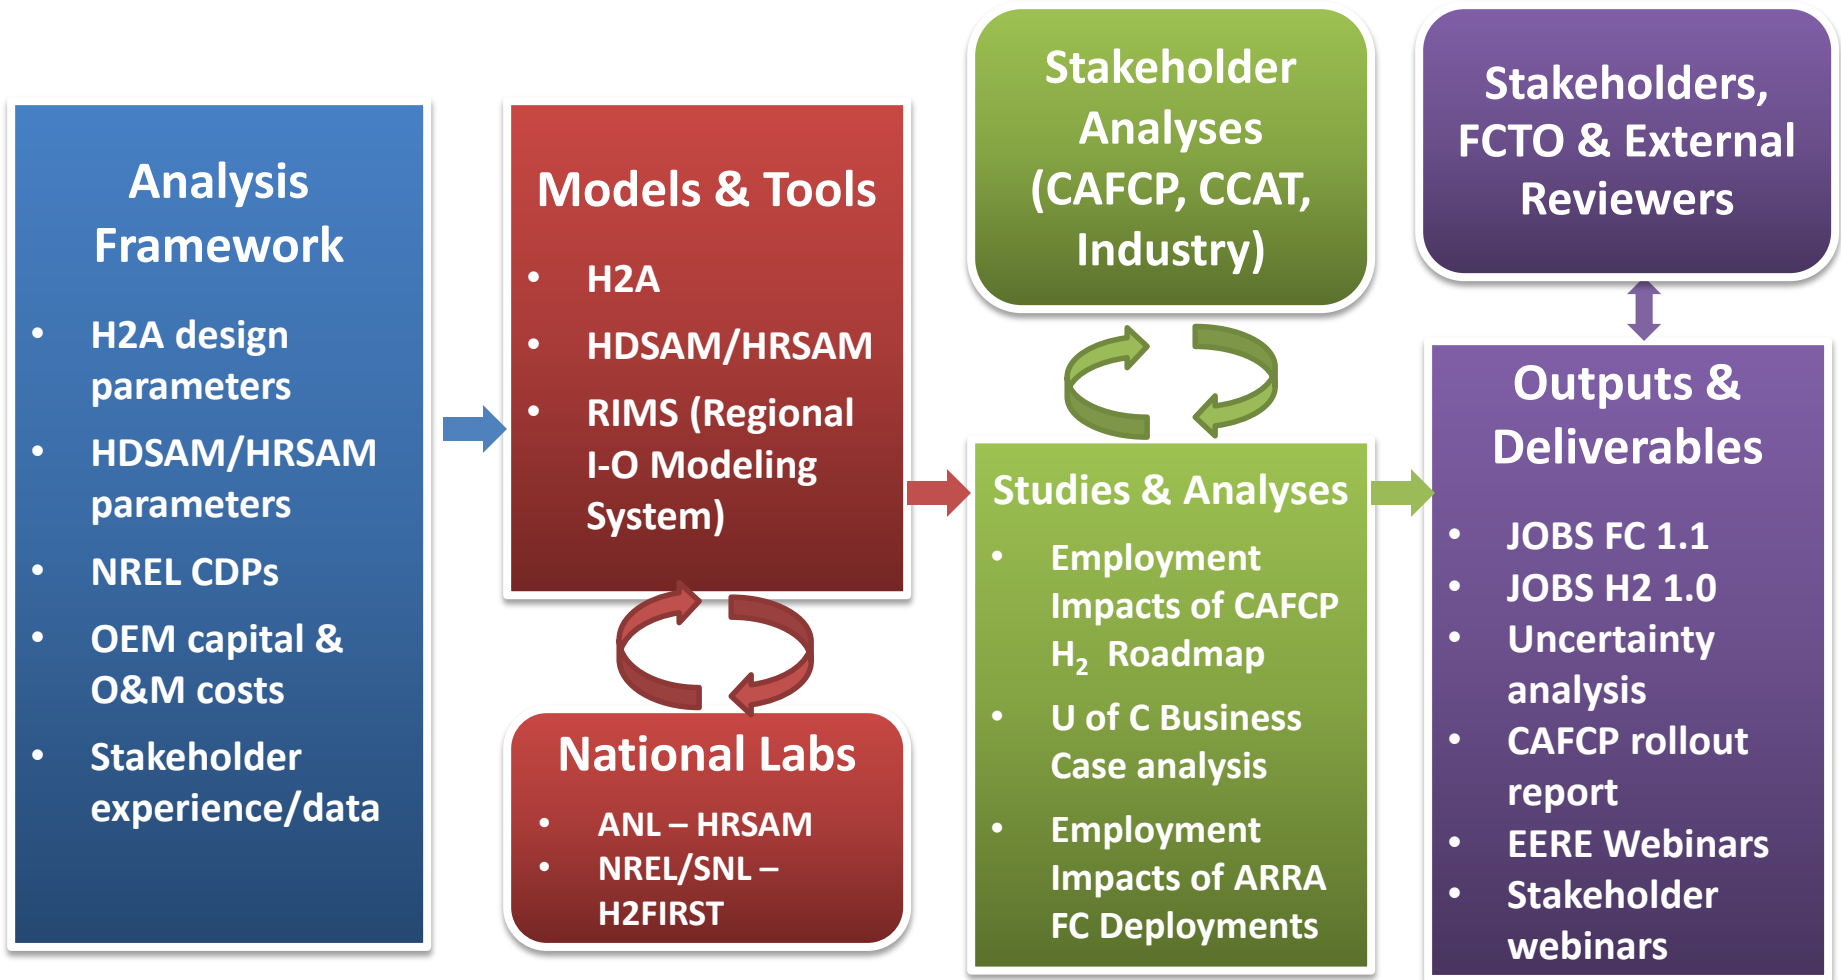 Analysis
Framework
• H2A design
parameters
• HDSAM/HRSAM
parameters
• NREL CDPs
• OEM capital &
O&M costs
• Stakeholder
experience/data
Models & Tools
• H2A
• HDSAM/HRSAM
• RIMS (Regional
I-O Modeling
System)
National Labs
• ANL – HRSAM
• NREL/SNL –
H2FIRST
Stakeholder
Analyses
(CAFCP, CCAT,
Industry)
Studies & Analyses
• Employment
Impacts of CAFCP
H₂ Roadmap
• U of C Business
Case analysis
• Employment
Impacts of ARRA
FC Deployments
Stakeholders,
FCTO & External
Reviewers
Outputs &
Deliverables
• JOBS FC 1.1
• JOBS H2 1.0
• Uncertainty
analysis
• CAFCP rollout
report
• EERE Webinars
• Stakeholder
webinars